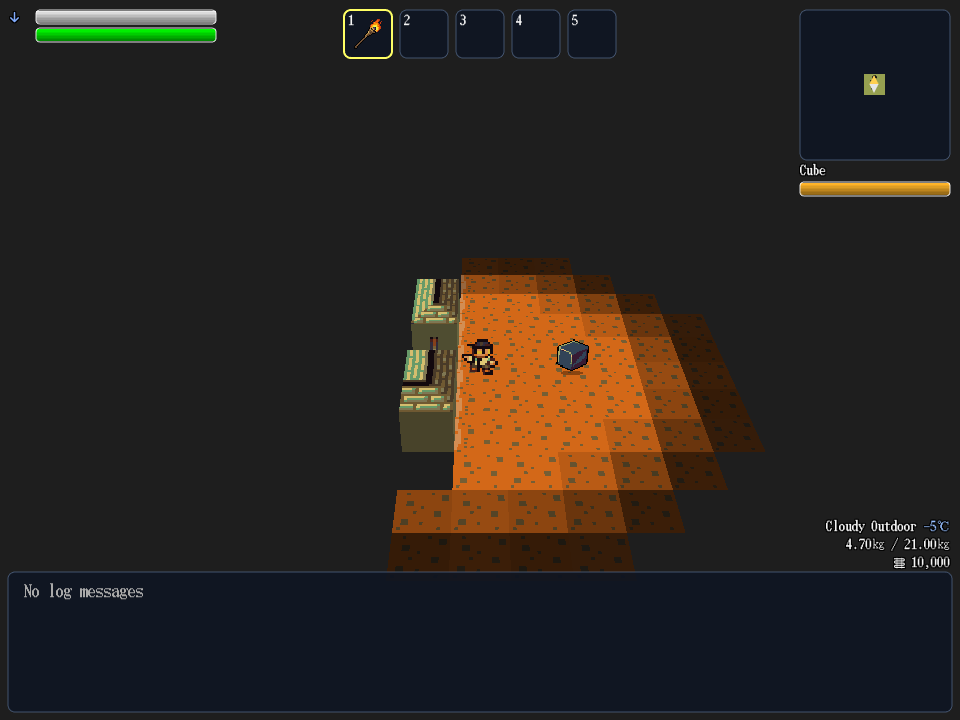 1
2
3
4
5
Cube
Cloudy Outdoor -5℃
4.70kg / 21.00kg
10,000
No log messages